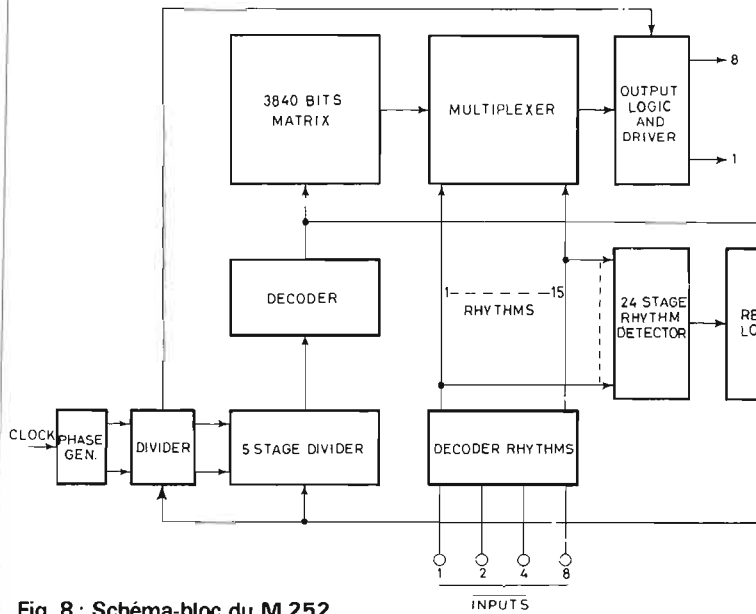 8
3840 BITS
MATRIX
MULTIPLEXER
OUTPUT
LOGIC
AND
DRIVER
1
DECODER
1 - - - - - - 15
RHYTHMS
24 STAGE
RHYTHM
DETECTOR
CLOCK
PHASE
GEN.
DIVIDER
5 STAGE DIVIDER
DECODER RHYTHMS
1 2 4 8
INPUTS
Fig. 8 : Schéma-bloc du M 252